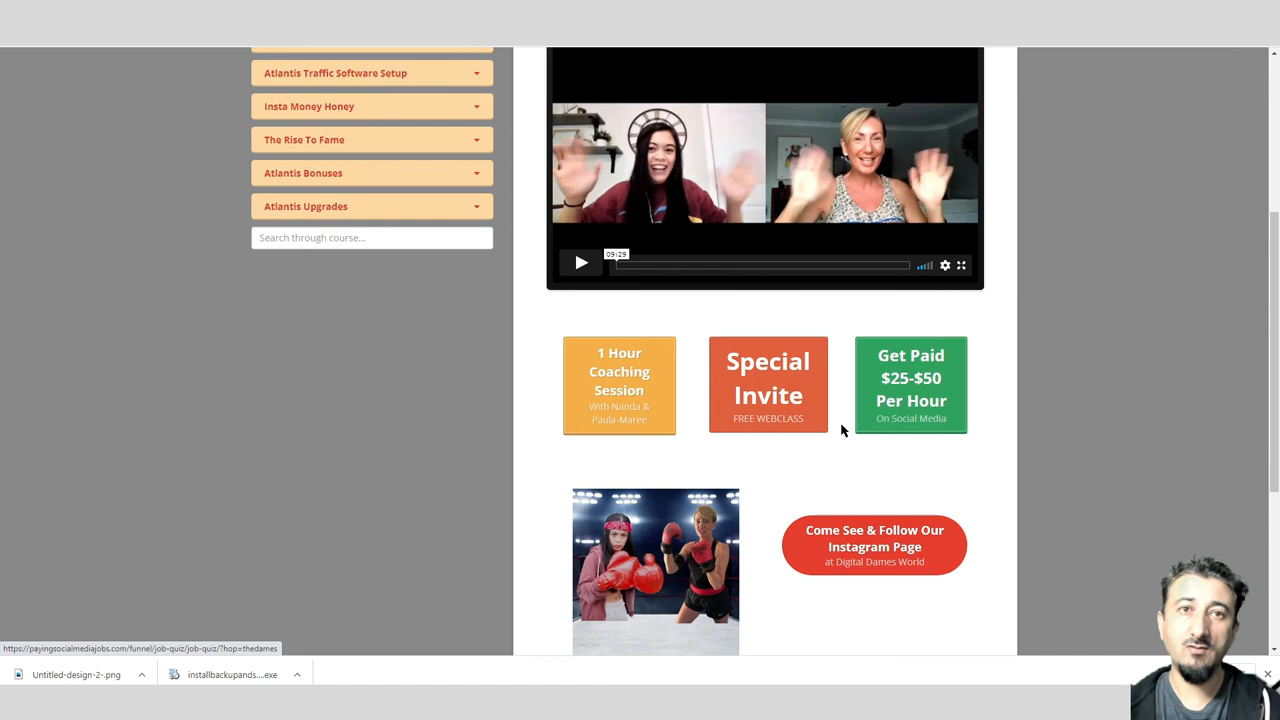 Atlantis Traffic Software Setup
Insta Money Honey
The Rise To Fame
Atlantis Bonuses
Atlantis Upgrades
Search through course...
09:29
1 Hour
Coaching
Session
With Nanda &
Paula-Maree
Special
Invite
FREE WEBCLASS
Get Paid
$25-$50
Per Hour
On Social Media
Come See & Follow Our
Instagram Page
at Digital Dames World
https://payingsocialmediajobs.com/funnel/job-quiz/job-quiz/?hop=thedames
Untitled-design-2-.png
installbackupands....exe